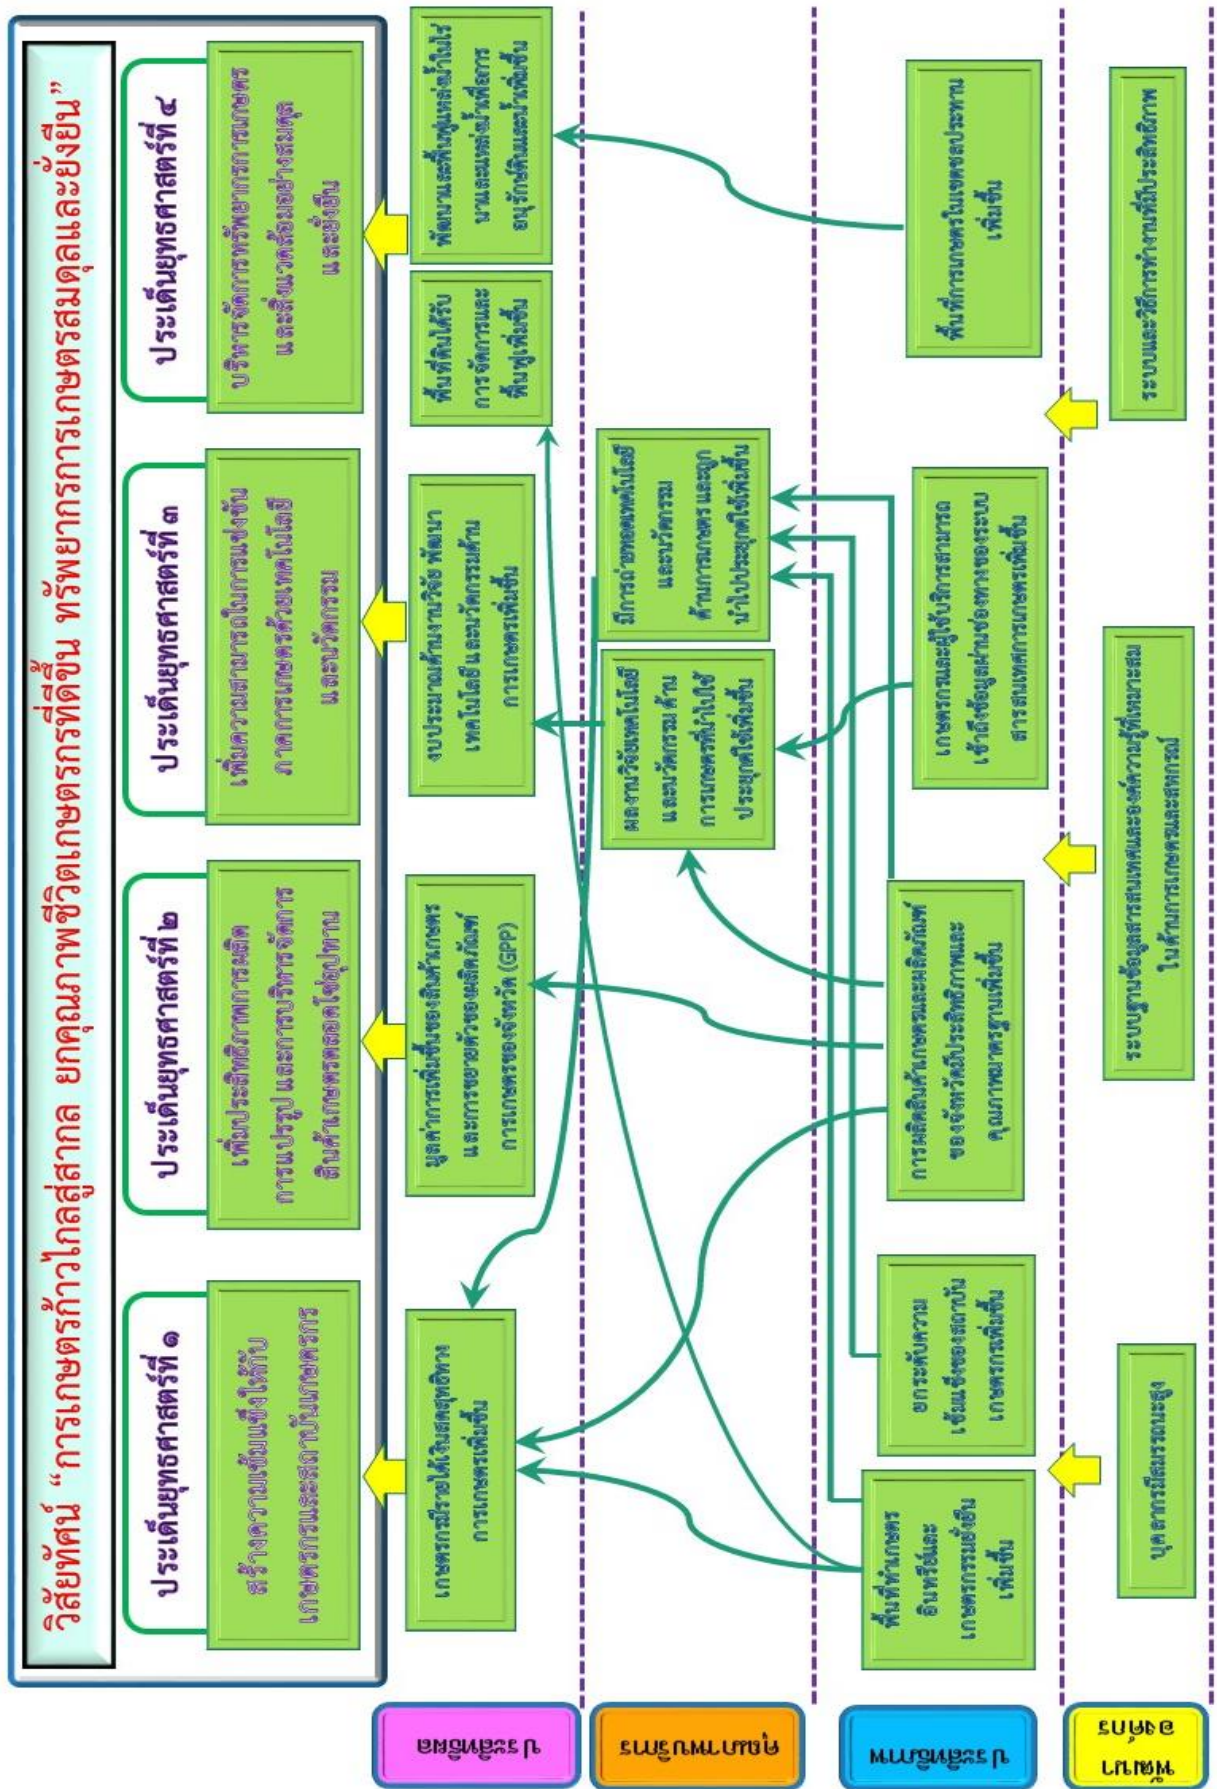 วิสัยทัศน์ “การเกษตรก้าวไกลสู่สากล ยกคุณภาพชีวิตเกษตรกรที่ดีขึ้น ทรัพยากรการเกษตรสมดุลและยั่งยืน”
ประเด็นยุทธศาสตร์ที่ ๑
สร้างความเข้มแข็งให้กับ
เกษตรกรและสถาบันเกษตรกร
ประเด็นยุทธศาสตร์ที่ ๒
เพิ่มประสิทธิภาพการผลิต
การแปรรูป และการบริหารจัดการ
สินค้าเกษตรตลอดโซ่อุปทาน
ประเด็นยุทธศาสตร์ที่ ๓
เพิ่มความสามารถในการแข่งขัน
ภาคการเกษตรด้วยเทคโนโลยี
และนวัตกรรม
ประเด็นยุทธศาสตร์ที่ ๔
บริหารจัดการทรัพยากรการเกษตร
และสิ่งแวดล้อมอย่างสมดุล
และยั่งยืน
ประสิทธิผล
เกษตรกรมีรายได้เงินสดสุทธิทาง
การเกษตรเพิ่มขึ้น
มูลค่าการเพิ่มขึ้นของสินค้าเกษตร
และการขยายตัวของผลิตภัณฑ์
การเกษตรของจังหวัด (GPP)
งบประมาณด้านงานวิจัย พัฒนา
เทคโนโลยี และนวัตกรรมด้าน
การเกษตรเพิ่มขึ้น
พื้นที่ดินได้รับ
การจัดการและ
ฟื้นฟูเพิ่มขึ้น
พัฒนาและฟื้นฟูแหล่งน้ำในไร่
นาและแหล่งน้ำเพื่อการ
อนุรักษ์ดินและน้ำเพิ่มขึ้น
คุณภาพบริการ
ผลงานวิจัยเทคโนโลยี
และนวัตกรรม ด้าน
การเกษตรที่นำไปใช้
ประยุกต์ใช้เพิ่มขึ้น
มีการถ่ายทอดเทคโนโลยี
และนวัตกรรม
ด้านการเกษตร และถูก
นำไปประยุกต์ใช้เพิ่มขึ้น
ประสิทธิภาพ
พื้นที่ทำเกษตร
อินทรีย์และ
เกษตรกรรมยั่งยืน
เพิ่มขึ้น
ยกระดับความ
เข้มแข็งของสถาบัน
เกษตรกรเพิ่มขึ้น
การผลิตสินค้าเกษตรและผลิตภัณฑ์
ของจังหวัดมีประสิทธิภาพและ
คุณภาพมาตรฐานเพิ่มขึ้น
เกษตรกรและผู้ใช้บริการสามารถ
เข้าถึงข้อมูลผ่านช่องทางของระบบ
สารสนเทศการเกษตรเพิ่มขึ้น
พื้นที่การเกษตรในเขตชลประทาน
เพิ่มขึ้น
พัฒนา
องค์กร
บุคลากรมีสมรรถนะสูง
ระบบฐานข้อมูลสารสนเทศและองค์ความรู้ที่เหมาะสม
ในด้านการเกษตรและสหกรณ์
ระบบและวิธีการทำงานที่มีประสิทธิภาพ